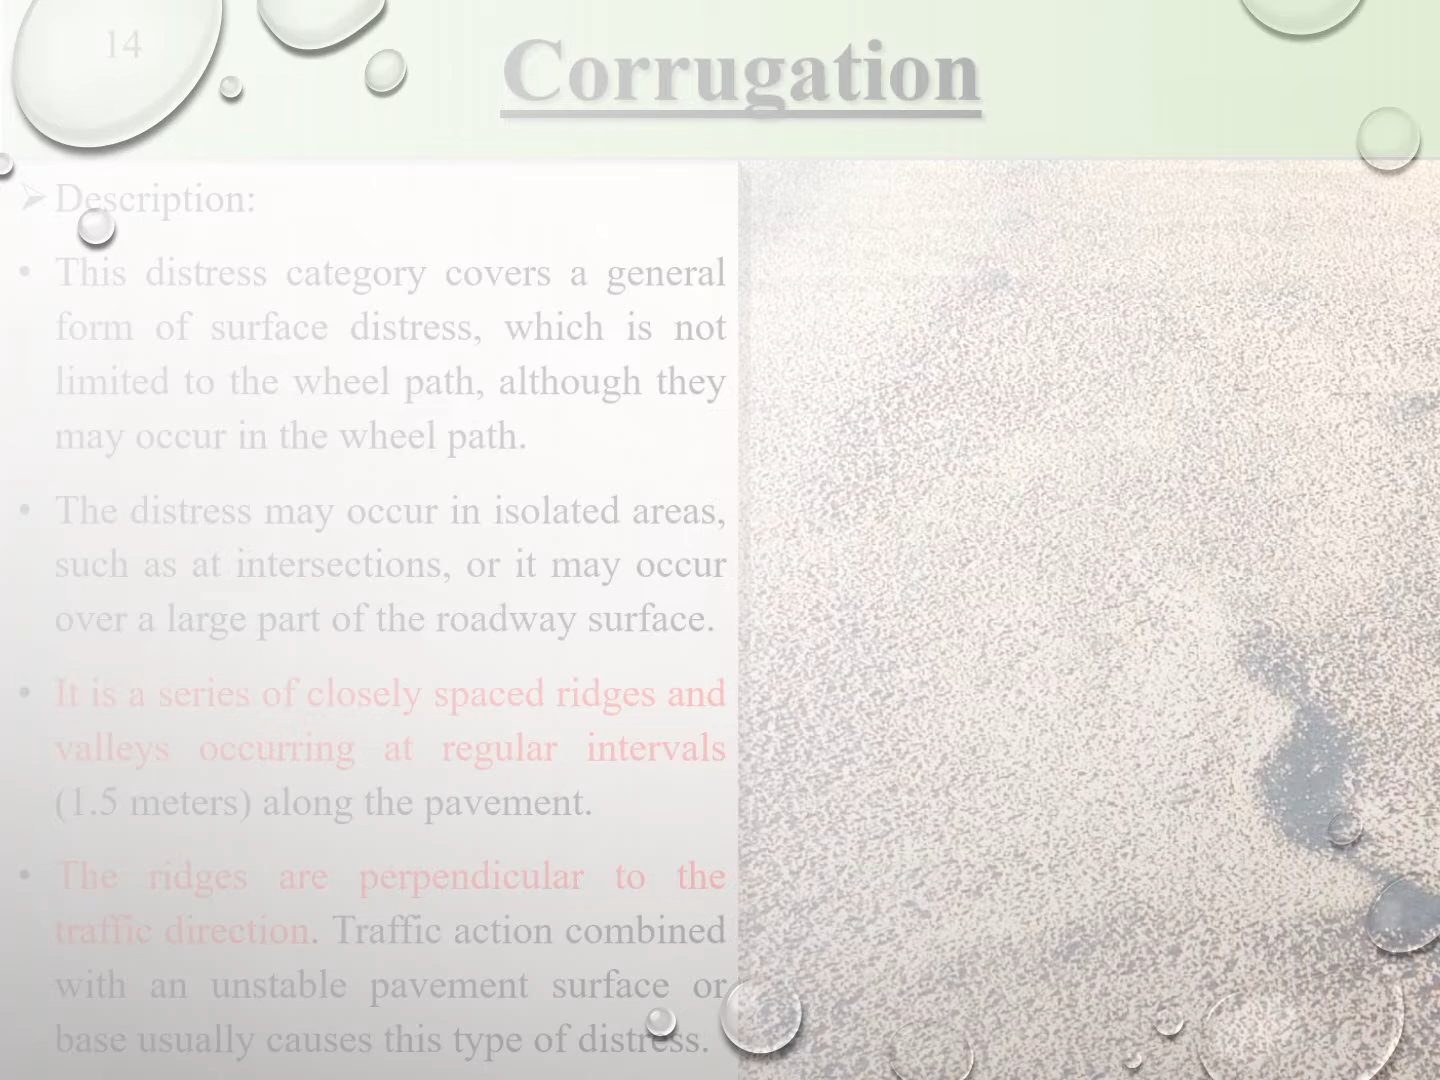 14
Corrugation
➢ Description:
• This distress category covers a general
form of surface distress, which is not
limited to the wheel path, although they
may occur in the wheel path.
• The distress may occur in isolated areas,
such as at intersections, or it may occur
over a large part of the roadway surface.
• It is a series of closely spaced ridges and
valleys occurring at regular intervals
(1.5 meters) along the pavement.
• The ridges are perpendicular to the
traffic direction. Traffic action combined
with an unstable pavement surface or
base usually causes this type of distress.